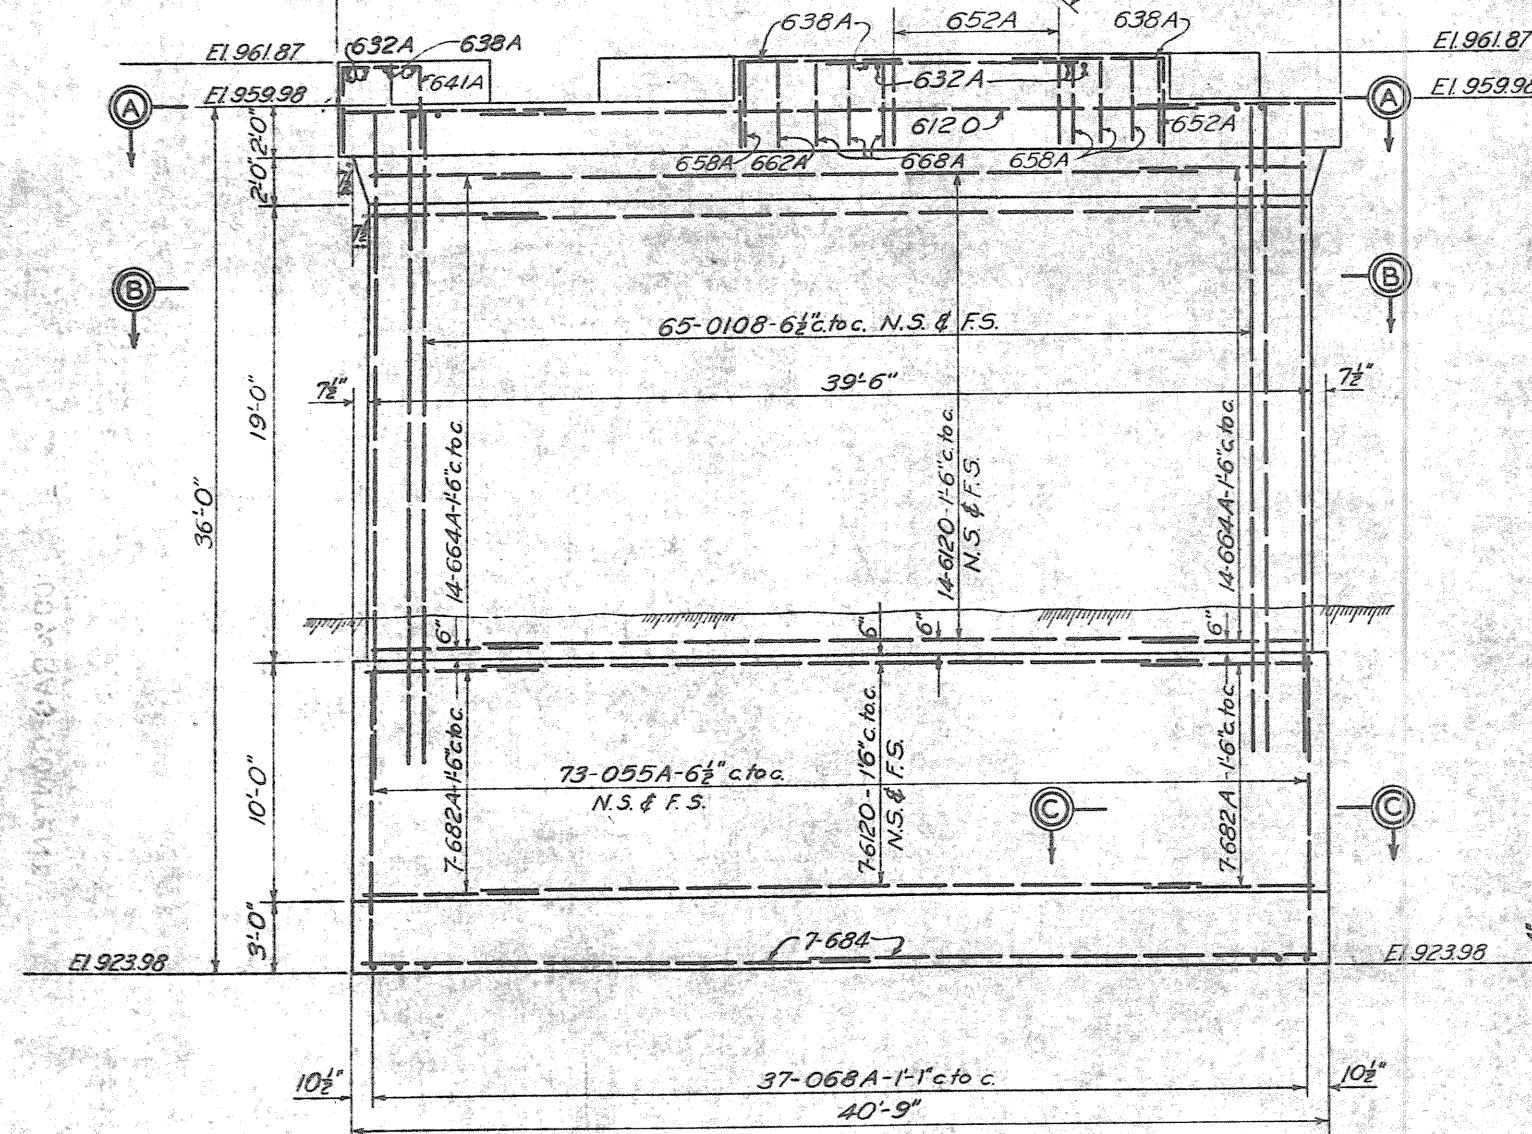 638A
652A
638A
El. 961.87
632A
638A
El. 961.87
641A
632A
A
El. 959.98
A
El. 959.98
6120
652A
658A
662A
668A
658A
2'-0"
2'-0"
B
B
65-0108-6½" c. to c. N.S. & F.S.
7½"
39'-6"
7½"
19'-0"
36'-0"
14-664A-1'-6" c. to c.
14-6120-1'-6" c. to c.
N.S. & F.S.
14-664A-1'-6" c. to c.
6"
6"
6"
6"
10'-0"
7-682A-1'-6" c. to c.
73-055A-6½" c. to c.
N.S. & F.S.
7-6120-1'6" c. to c.
N.S. & F.S.
7-682A-1'-6" c. to c.
C
C
3'-0"
7-684
El. 923.98
El. 923.98
10½"
37-068A-1'-1" c. to c.
10½"
40'-9"